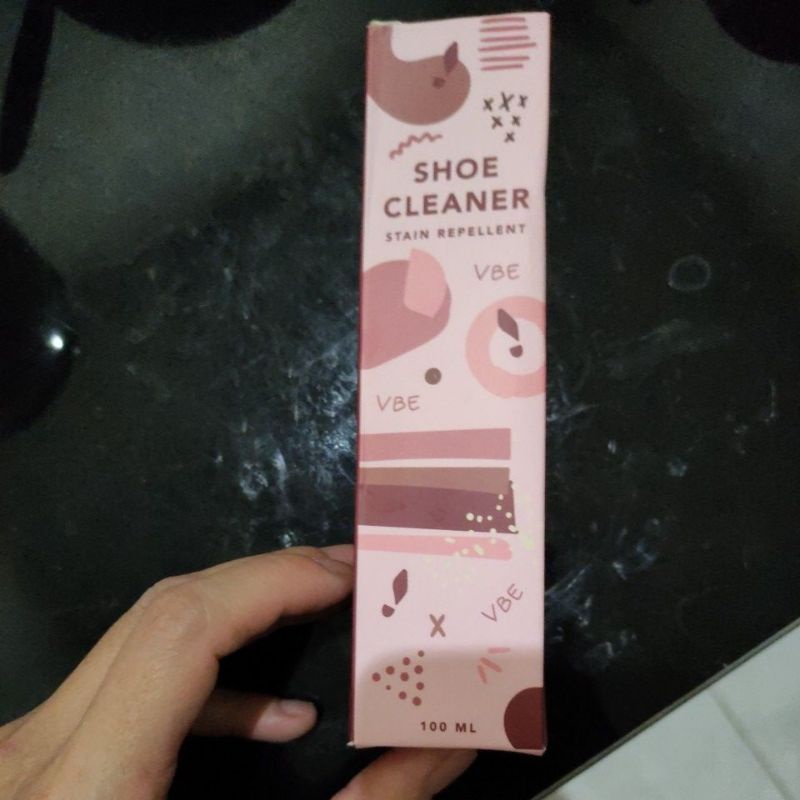 SHOE
CLEANER
STAIN REPELLENT
VBE
VBE
VBE
100 ML